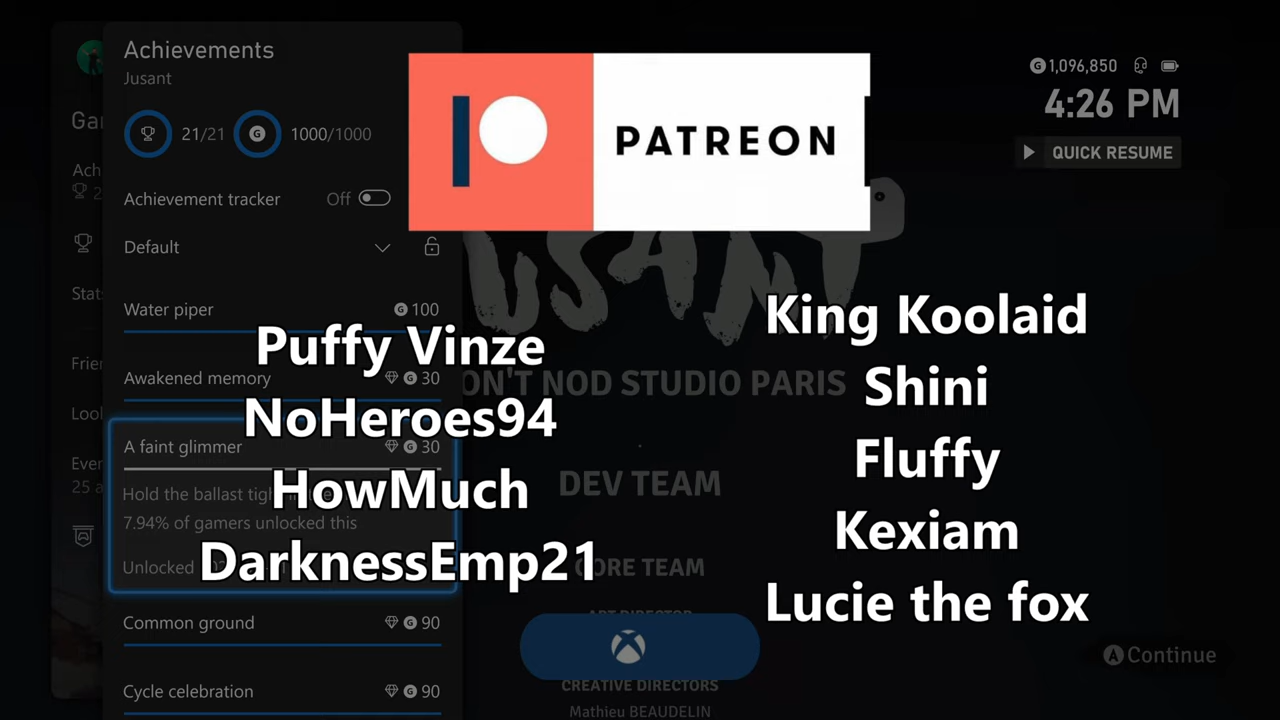 Achievements
Jusant
21/21
1000/1000
Achievement tracker
Off
Default
Water piper
G 100
Awakened memory
G 30
A faint glimmer
G 30
Hold the ballast
7.94% of gamers unlocked this
Unlocked
Common ground
G 90
Cycle celebration
G 90
PATREON
Puffy Vinze
NoHeroes94
HowMuch
DarknessEmp21
King Koolaid
Shini
Fluffy
Kexiam
Lucie the fox
G 1,096,850
4:26 PM
QUICK RESUME
NOD STUDIO PARIS
DEV TEAM
CORE TEAM
ART DIRECTOR
CREATIVE DIRECTORS
Mathieu BEAUDELIN
A Continue